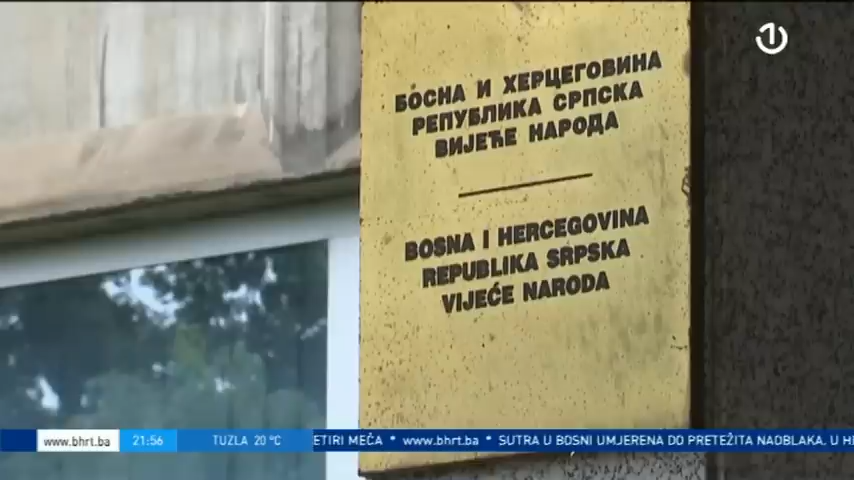 1
БОСНА И ХЕРЦЕГОВИНА
РЕПУБЛИКА СРПСКА
ВИЈЕЋЕ НАРОДА
BOSNA I HERCEGOVINA
REPUBLIKA SRPSKA
VIJEĆE NARODA
www.bhrt.ba 21:56 TUZLA 20 °C ETIRI MEČA * www.bhrt.ba * SUTRA U BOSNI UMJERENA DO PRETEŽITA NAOBLAKA. U